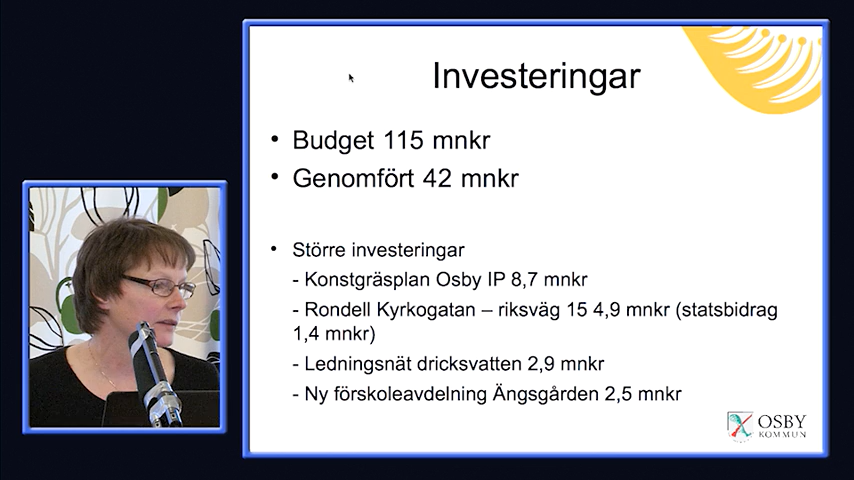 Investeringar
• Budget 115 mnkr
• Genomfört 42 mnkr
• Större investeringar
- Konstgräsplan Osby IP 8,7 mnkr
- Rondell Kyrkogatan – riksväg 15 4,9 mnkr (statsbidrag
1,4 mnkr)
- Ledningsnät dricksvatten 2,9 mnkr
- Ny förskoleavdelning Ängsgården 2,5 mnkr
OSBY
KOMMUN